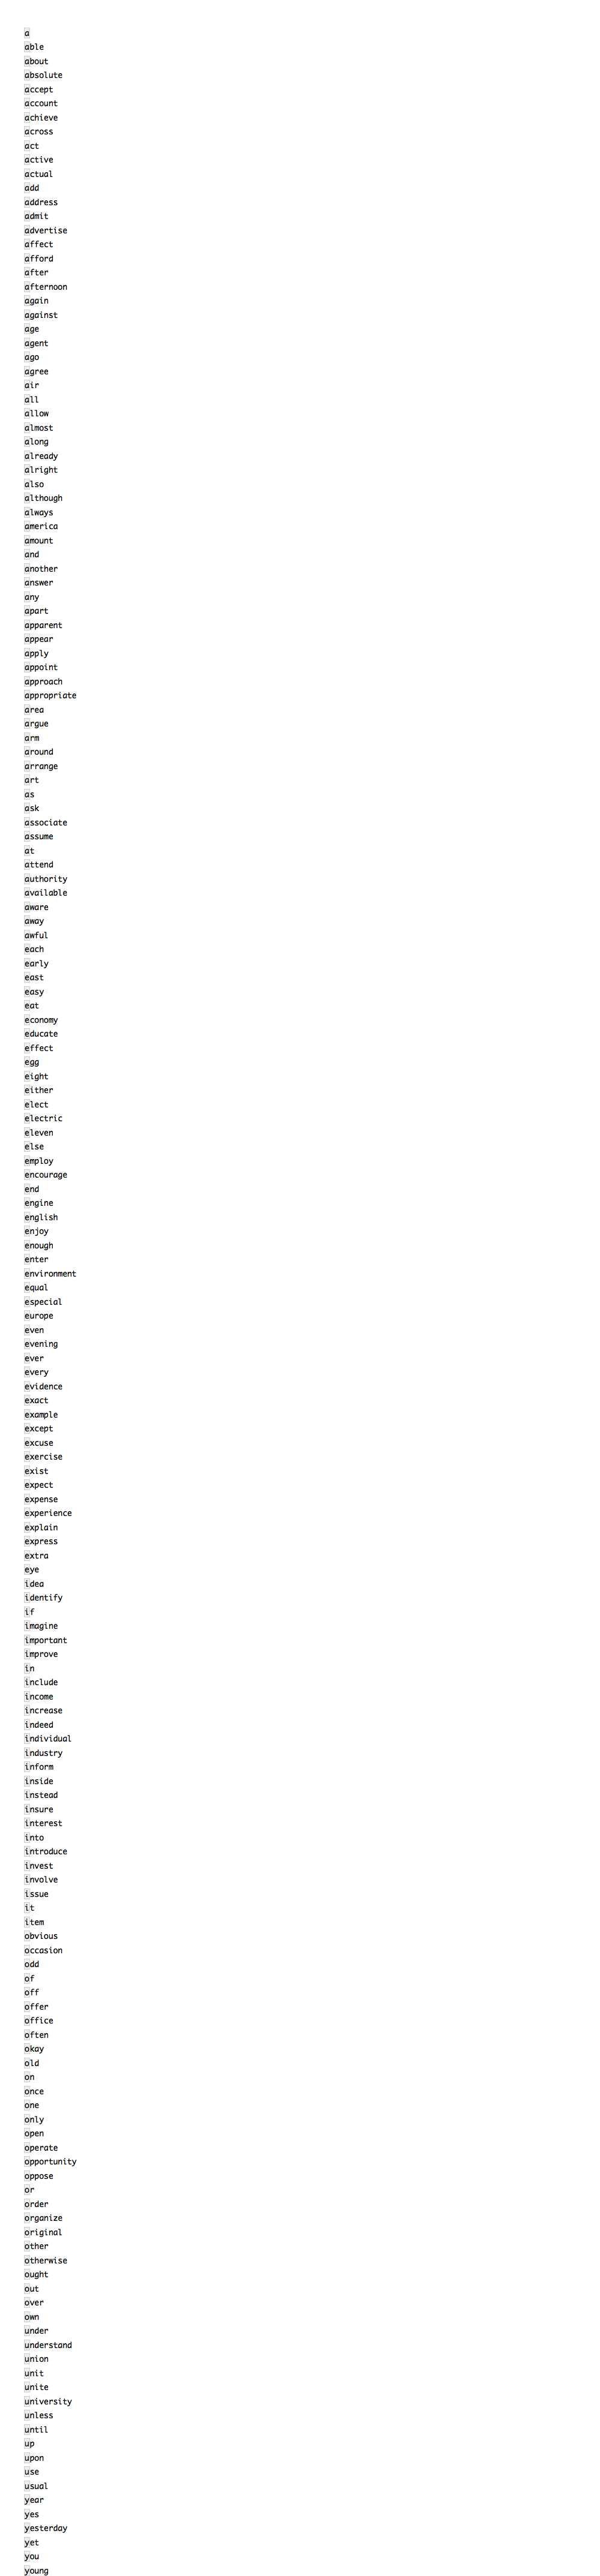 a
able
about
absolute
accept
account
achieve
across
act
active
actual
add
address
admit
advertise
affect
afford
after
afternoon
again
against
age
agent
ago
agree
air
all
allow
almost
along
already
alright
also
although
always
america
amount
and
another
answer
any
apart
apparent
appear
apply
appoint
approach
appropriate
area
argue
arm
around
arrange
art
as
ask
associate
assume
at
attend
authority
available
aware
away
awful
each
early
east
easy
eat
economy
educate
effect
egg
eight
either
elect
electric
eleven
else
employ
encourage
end
engine
english
enjoy
enough
enter
environment
equal
especial
europe
even
evening
ever
every
evidence
exact
example
except
excuse
exercise
exist
expect
expense
experience
explain
express
extra
eye
idea
identify
if
imagine
important
improve
in
include
income
increase
indeed
individual
industry
inform
inside
instead
insure
interest
into
introduce
invest
involve
issue
it
item
obvious
occasion
odd
of
off
offer
office
often
okay
old
on
once
one
only
open
operate
opportunity
oppose
or
order
organize
original
other
otherwise
ought
out
over
own
under
understand
union
unit
unite
university
unless
until
up
upon
use
usual
year
yes
yesterday
yet
you
young